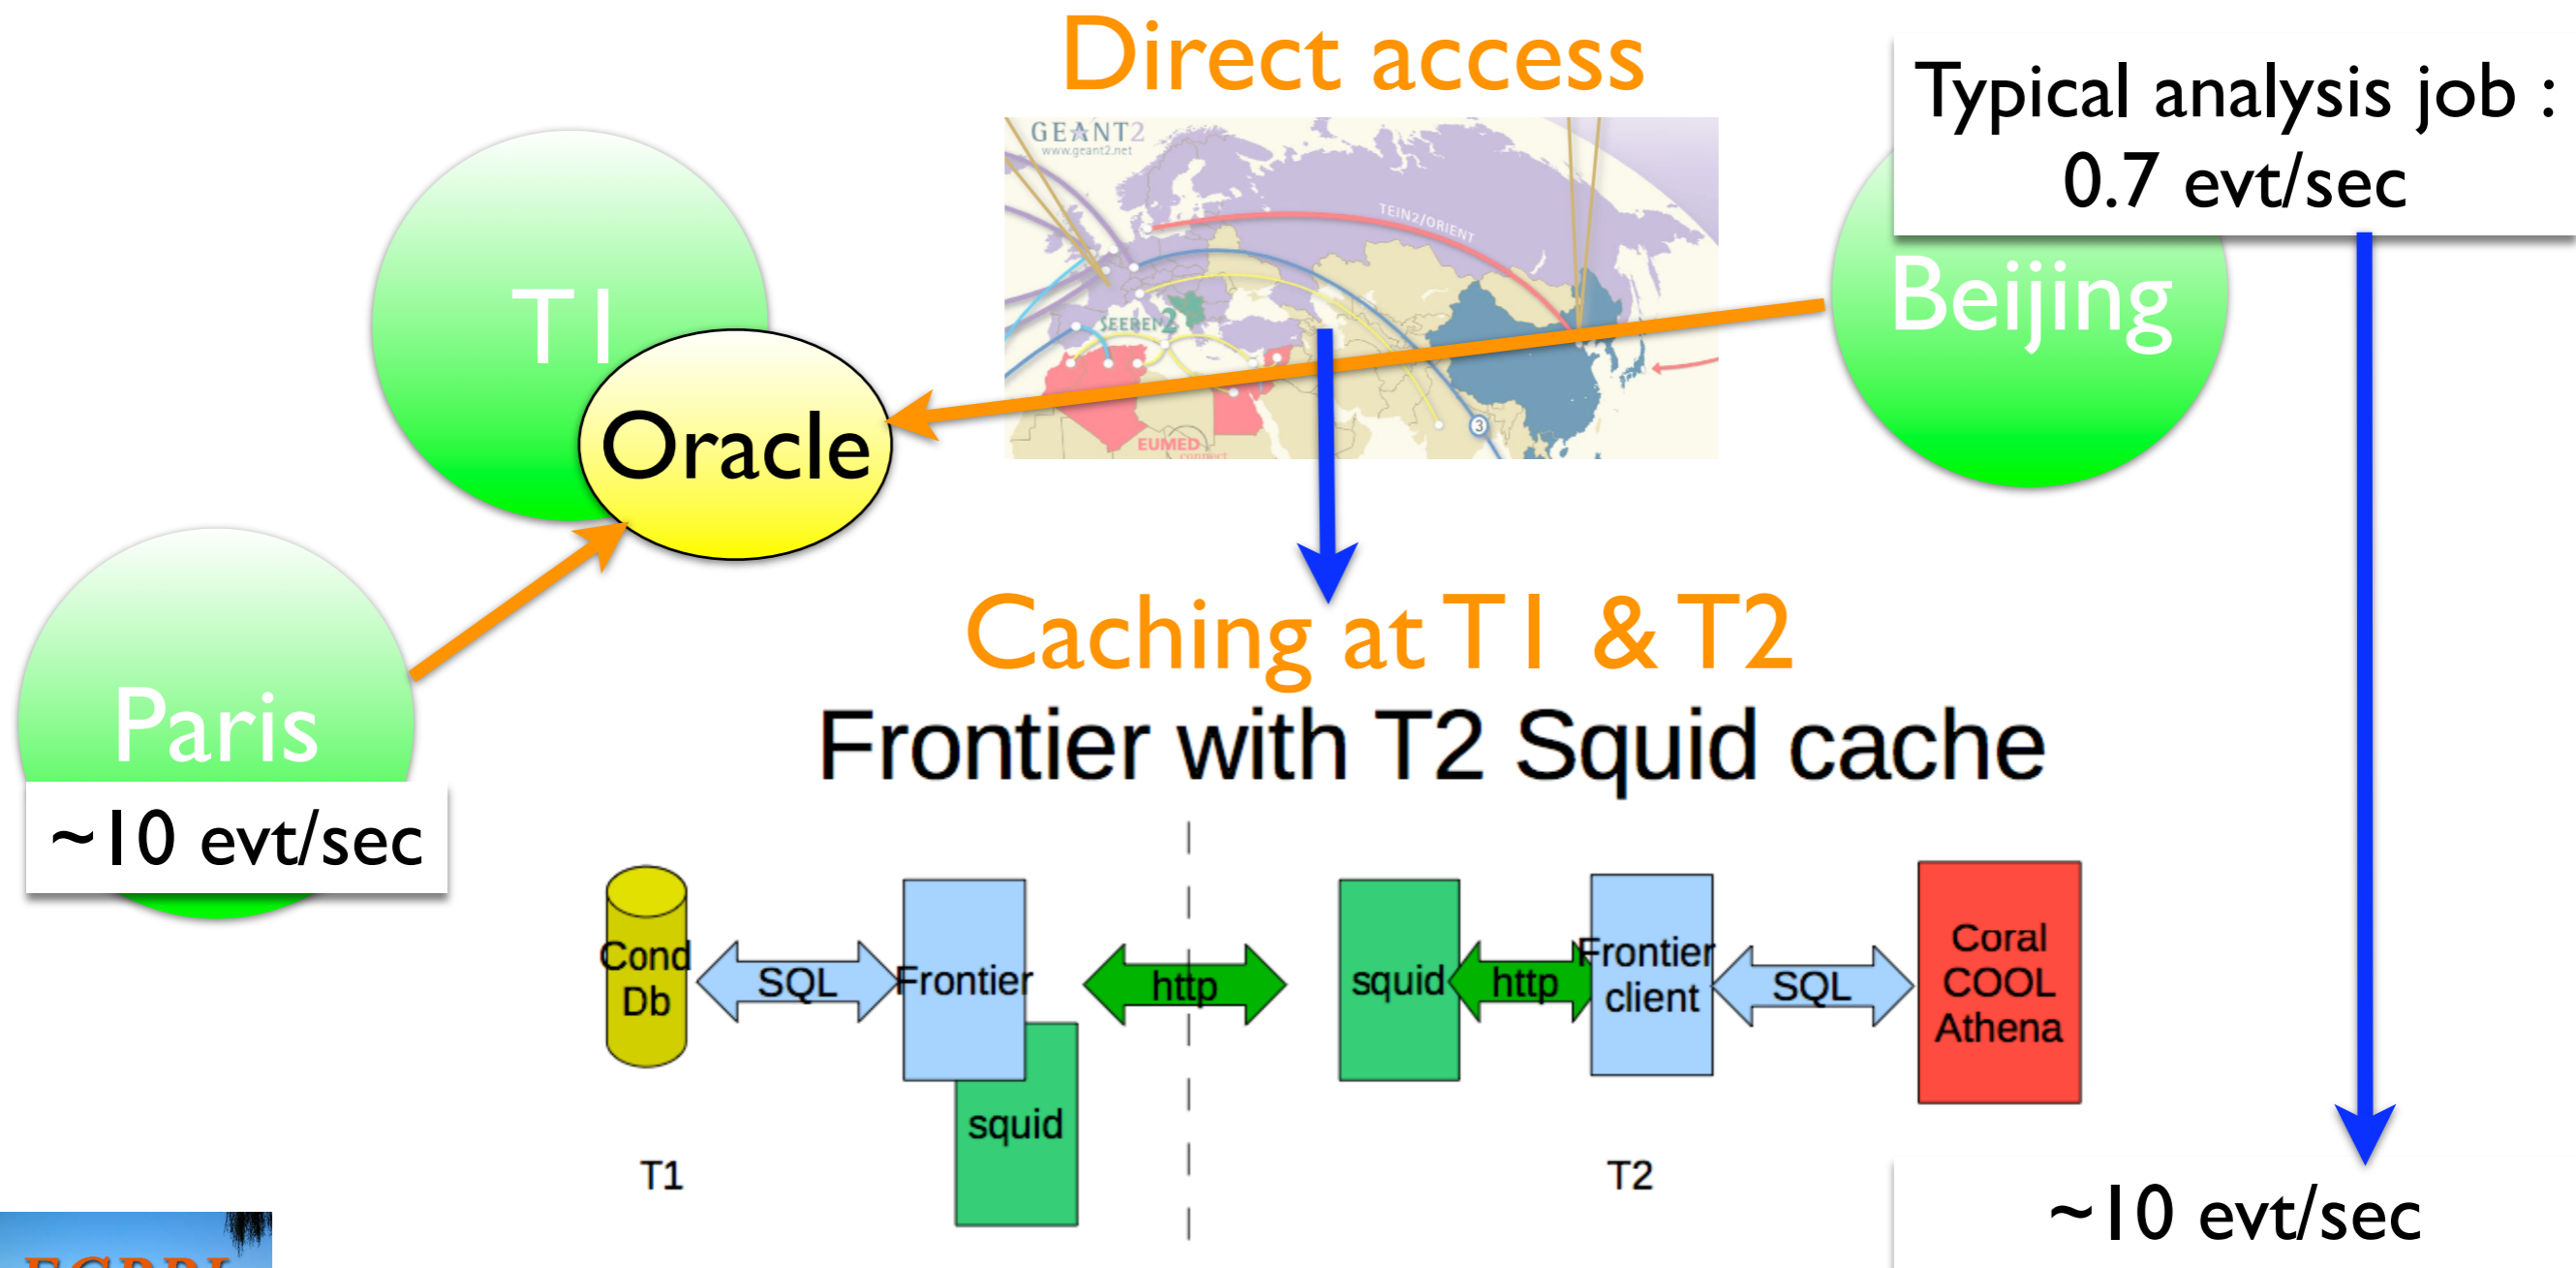 Direct access
Typical analysis job :
0.7 evt/sec
GEANT2
www.geant2.net
TEIN2/ORIENT
SEEREN2
EUMED
connect
3
T1
Oracle
Beijing
Paris
~10 evt/sec
Caching at T1 & T2
Frontier with T2 Squid cache
Cond
Db
SQL
Frontier
squid
http
squid
http
Frontier
client
SQL
Coral
COOL
Athena
T1
T2
~10 evt/sec